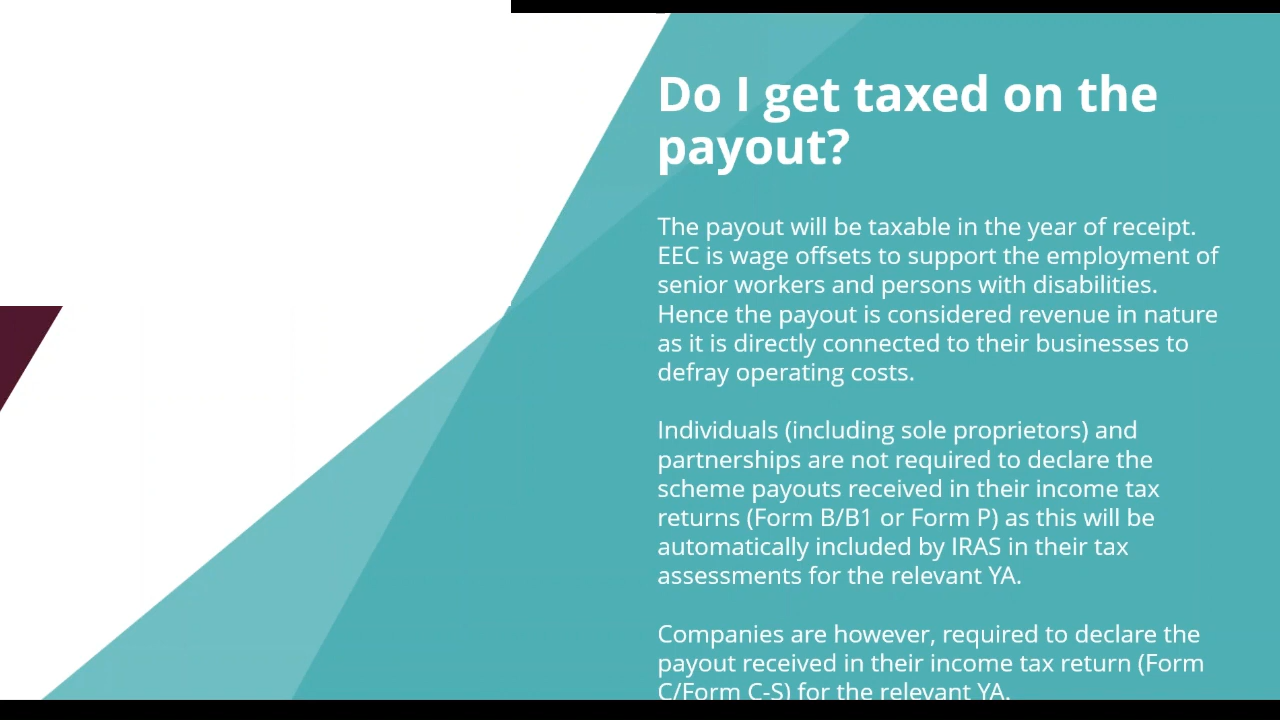 Do I get taxed on the
payout?
The payout will be taxable in the year of receipt.
EEC is wage offsets to support the employment of
senior workers and persons with disabilities.
Hence the payout is considered revenue in nature
as it is directly connected to their businesses to
defray operating costs.
Individuals (including sole proprietors) and
partnerships are not required to declare the
scheme payouts received in their income tax
returns (Form B/B1 or Form P) as this will be
automatically included by IRAS in their tax
assessments for the relevant YA.
Companies are however, required to declare the
payout received in their income tax return (Form
C/Form C-S) for the relevant YA.